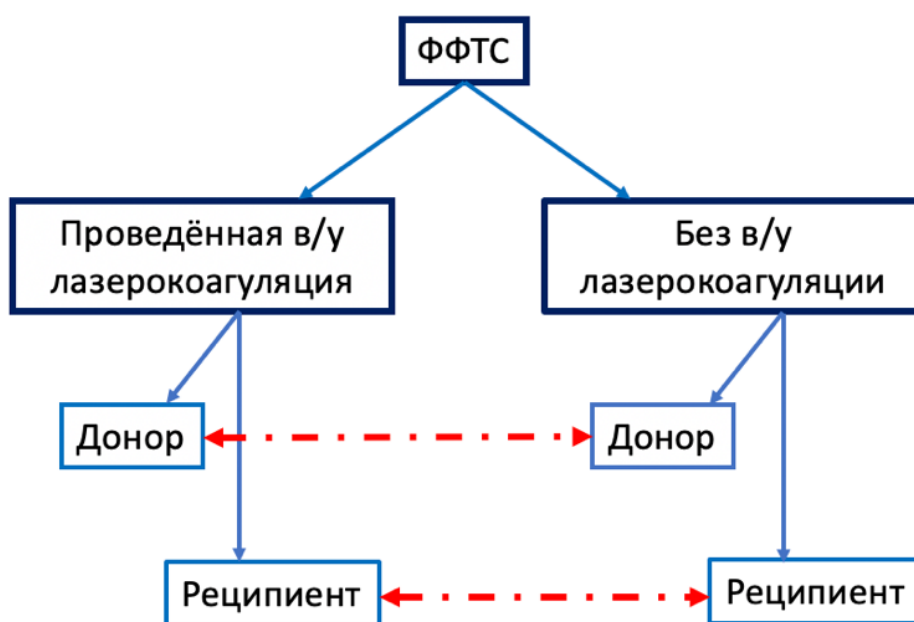 ФФТС
Проведённая в/у
лазерокоагуляция
Без в/у
лазерокоагуляции
Донор
Донор
Реципиент
Реципиент